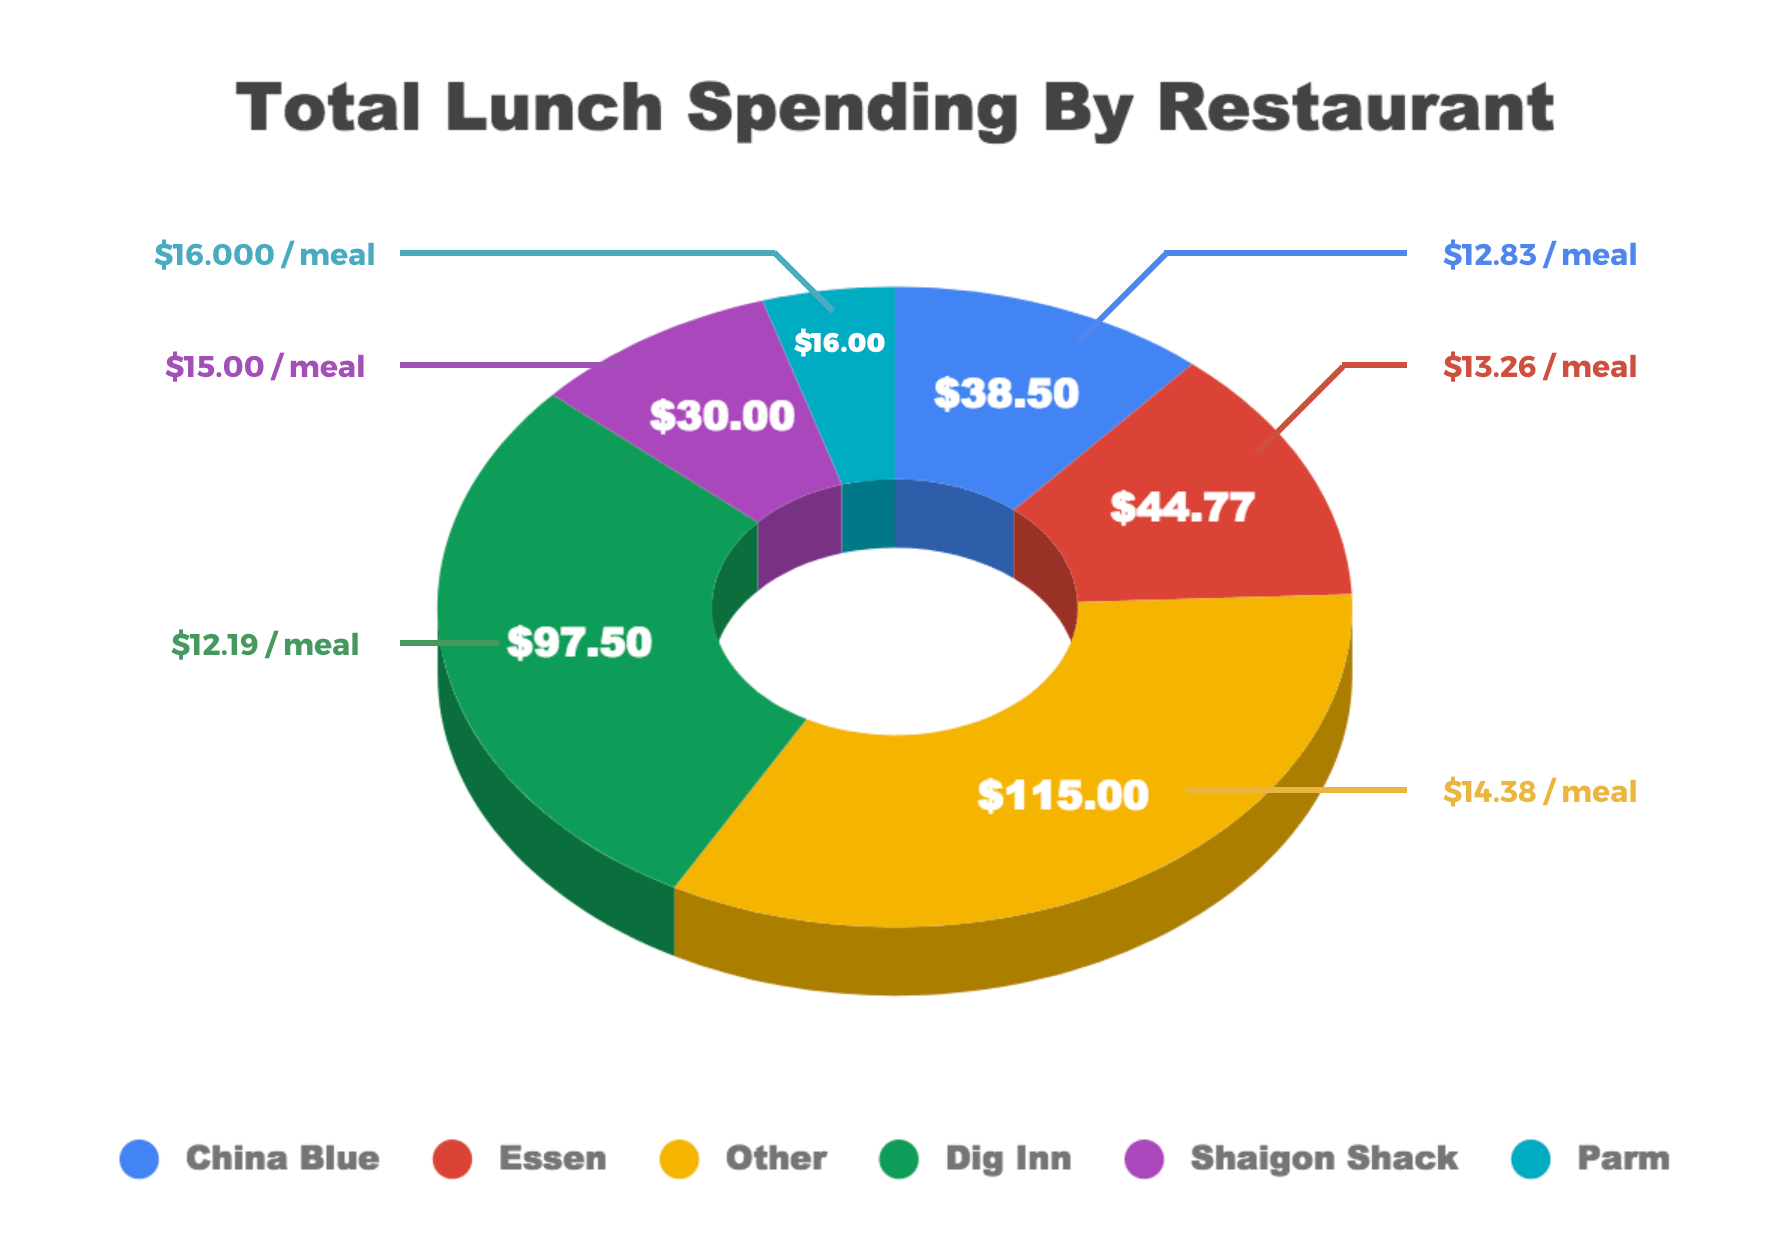 Total Lunch Spending By Restaurant
$16.000 / meal
$12.83 / meal
$16.00
$15.00 / meal
$13.26 / meal
$38.50
$30.00
$44.77
$12.19 / meal
$97.50
$115.00
$14.38 / meal
China Blue
Essen
Other
Dig Inn
Shaigon Shack
Parm